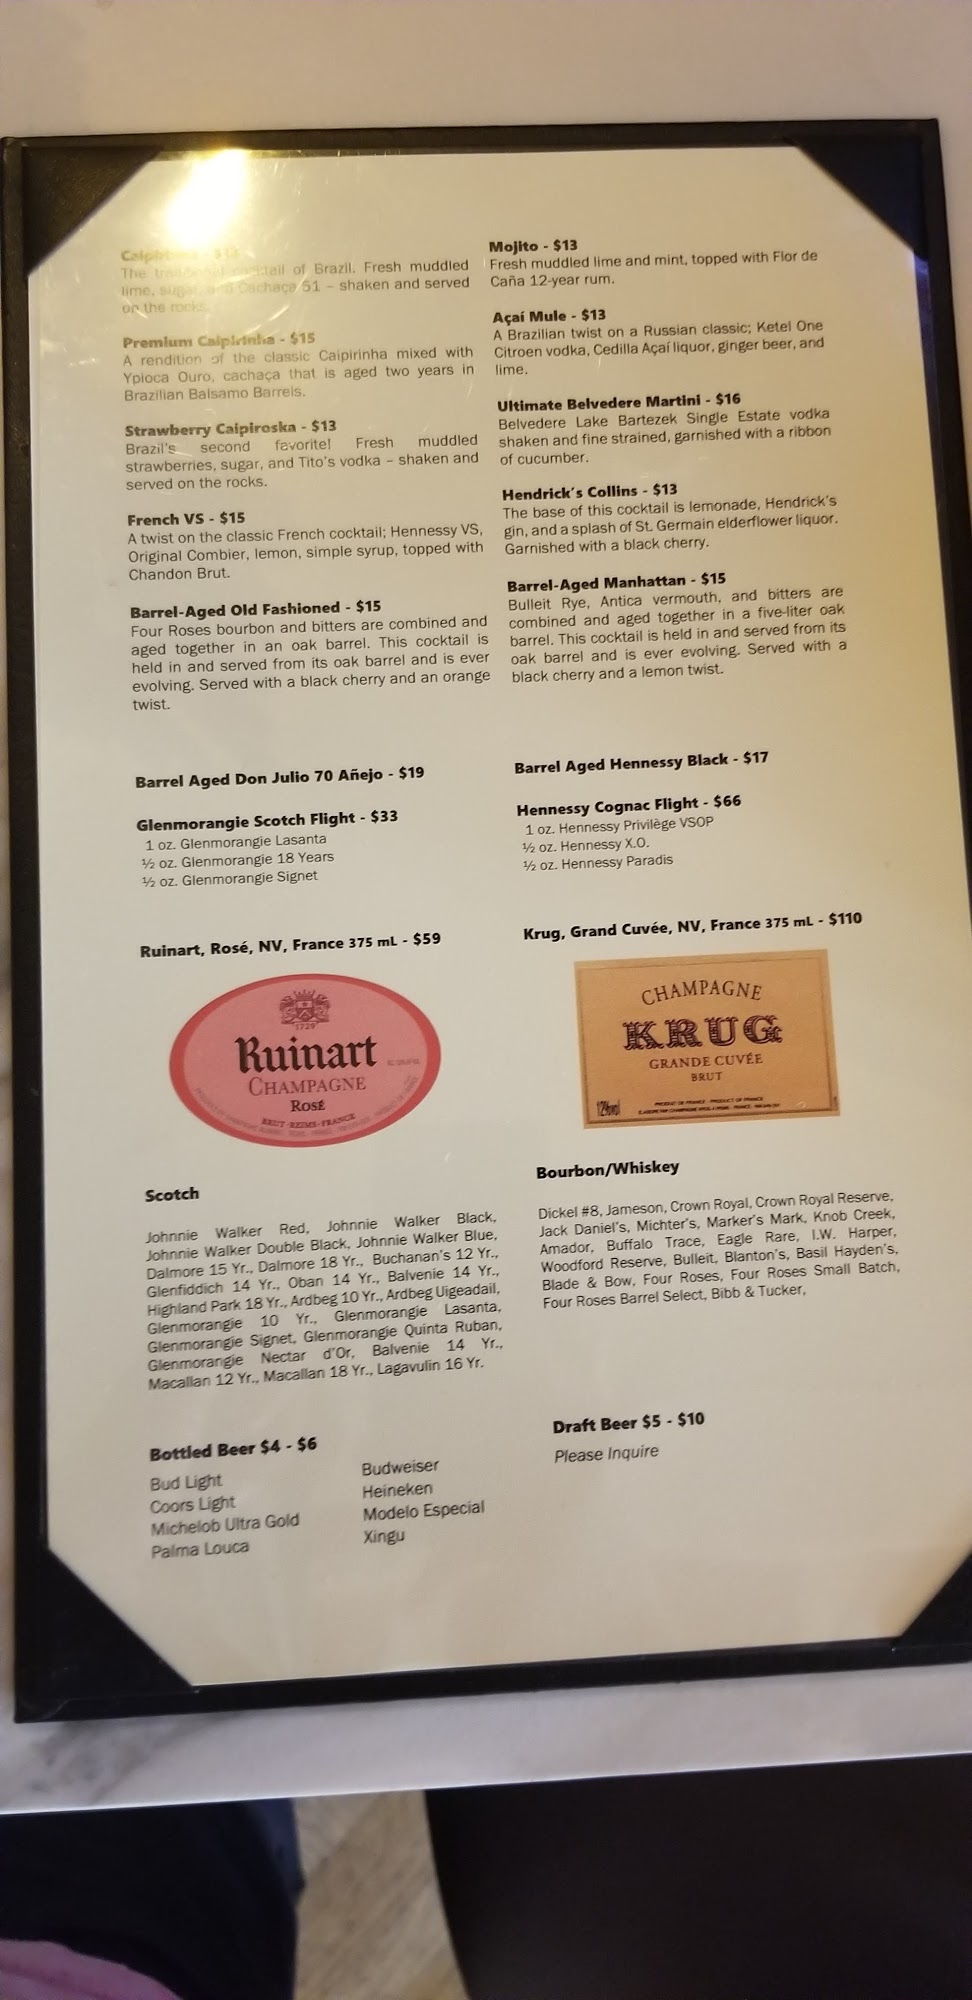 The traditional cocktail of Brazil. Fresh muddled
lime, sugar, and Cachaça 51 – shaken and served
on the rocks.
Premium Caipirinha - $15
A rendition of the classic Caipirinha mixed with
Ypioca Ouro, cachaça that is aged two years in
Brazilian Balsamo Barrels.
Strawberry Caipiroska - $13
Brazil's second favorite! Fresh muddled
strawberries, sugar, and Tito's vodka – shaken and
served on the rocks.
French VS - $15
A twist on the classic French cocktail; Hennessy VS,
Original Combier, lemon, simple syrup, topped with
Chandon Brut.
Barrel-Aged Old Fashioned - $15
Four Roses bourbon and bitters are combined and
aged together in an oak barrel. This cocktail is
held in and served from its oak barrel and is ever
evolving. Served with a black cherry and an orange
twist.
Mojito - $13
Fresh muddled lime and mint, topped with Flor de
Caña 12-year rum.
Açaí Mule - $13
A Brazilian twist on a Russian classic; Ketel One
Citroen vodka, Cedilla Açaí liquor, ginger beer, and
lime.
Ultimate Belvedere Martini - $16
Belvedere Lake Bartezek Single Estate vodka
shaken and fine strained, garnished with a ribbon
of cucumber.
Hendrick's Collins - $13
The base of this cocktail is lemonade, Hendrick's
gin, and a splash of St. Germain elderflower liquor.
Garnished with a black cherry.
Barrel-Aged Manhattan - $15
Bulleit Rye, Antica vermouth, and bitters are
combined and aged together in a five-liter oak
barrel. This cocktail is held in and served from its
oak barrel and is ever evolving. Served with a
black cherry and a lemon twist.
Barrel Aged Don Julio 70 Añejo - $19
Glenmorangie Scotch Flight - $33
1 oz. Glenmorangie Lasanta
½ oz. Glenmorangie 18 Years
½ oz. Glenmorangie Signet
Barrel Aged Hennessy Black - $17
Hennessy Cognac Flight - $66
1 oz. Hennessy Privilège VSOP
½ oz. Hennessy X.O.
½ oz. Hennessy Paradis
Ruinart, Rosé, NV, France 375 mL - $59
1729
Ruinart
CHAMPAGNE
ROSÉ
BRUT - REIMS - FRANCE
Krug, Grand Cuvée, NV, France 375 mL - $110
CHAMPAGNE
KRUG
GRANDE CUVÉE
BRUT
12%vol
Scotch
Johnnie Walker Red, Johnnie Walker Black,
Johnnie Walker Double Black, Johnnie Walker Blue,
Dalmore 15 Yr., Dalmore 18 Yr., Buchanan's 12 Yr.,
Glenfiddich 14 Yr., Oban 14 Yr., Balvenie 14 Yr.,
Highland Park 18 Yr., Ardbeg 10 Yr., Ardbeg Uigeadail,
Glenmorangie 10 Yr., Glenmorangie Lasanta,
Glenmorangie Signet, Glenmorangie Quinta Ruban,
Glenmorangie Nectar d'Or, Balvenie 14 Yr.,
Macallan 12 Yr., Macallan 18 Yr., Lagavulin 16 Yr.
Bourbon/Whiskey
Dickel #8, Jameson, Crown Royal, Crown Royal Reserve,
Jack Daniel's, Michter's, Marker's Mark, Knob Creek,
Amador, Buffalo Trace, Eagle Rare, I.W. Harper,
Woodford Reserve, Bulleit, Blanton's, Basil Hayden's,
Blade & Bow, Four Roses, Four Roses Small Batch,
Four Roses Barrel Select, Bibb & Tucker,
Bottled Beer $4 - $6
Bud Light
Coors Light
Michelob Ultra Gold
Palma Louca
Budweiser
Heineken
Modelo Especial
Xingu
Draft Beer $5 - $10
Please Inquire